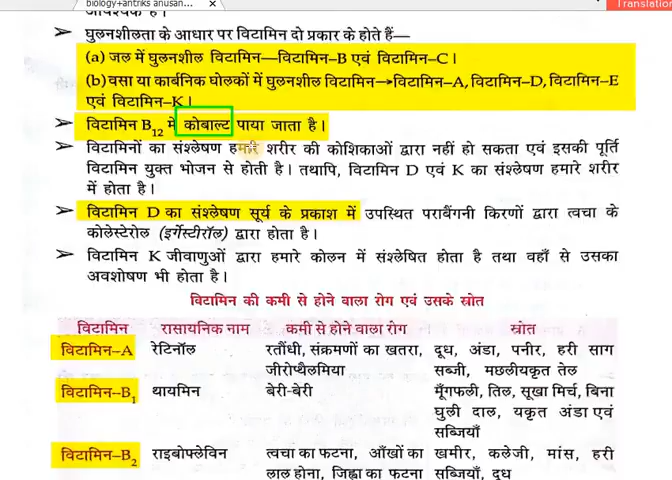 biology+antriks anusan...
Translation
आवश्यक है।
➢ घुलनशीलता के आधार पर विटामिन दो प्रकार के होते हैं—
(a) जल में घुलनशील विटामिन—विटामिन–B एवं विटामिन–C।
(b) वसा या कार्बनिक घोलकों में घुलनशील विटामिन→विटामिन–A, विटामिन–D, विटामिन–E
एवं विटामिन–K।
➢ विटामिन B12 में कोबाल्ट पाया जाता है।
➢ विटामिनों का संश्लेषण हमारे शरीर की कोशिकाओं द्वारा नहीं हो सकता एवं इसकी पूर्ति
विटामिन युक्त भोजन से होती है। तथापि, विटामिन D एवं K का संश्लेषण हमारे शरीर
में होता है।
➢ विटामिन D का संश्लेषण सूर्य के प्रकाश में उपस्थित पराबैंगनी किरणों द्वारा त्वचा के
कोलेस्टेरोल (इर्गेस्टीरॉल) द्वारा होता है।
➢ विटामिन K जीवाणुओं द्वारा हमारे कोलन में संश्लेषित होता है तथा वहाँ से उसका
अवशोषण भी होता है।
विटामिन की कमी से होने वाला रोग एवं उसके स्रोत
विटामिन रासायनिक नाम कमी से होने वाला रोग स्रोत
विटामिन–A रेटिनॉल रतौंधी, संक्रमणों का खतरा, दूध, अंडा, पनीर, हरी साग
जीरोप्थैलमिया सब्जी, मछलीयकृत तेल
विटामिन–B1 थायमिन बेरी-बेरी मूँगफली, तिल, सूखा मिर्च, बिना
घुली दाल, यकृत अंडा एवं
सब्जियाँ
विटामिन–B2 राइबोफ्लेविन त्वचा का फटना, आँखों का खमीर, कलेजी, मांस, हरी
लाल होना, जिह्वा का फटना सब्जियाँ, दूध